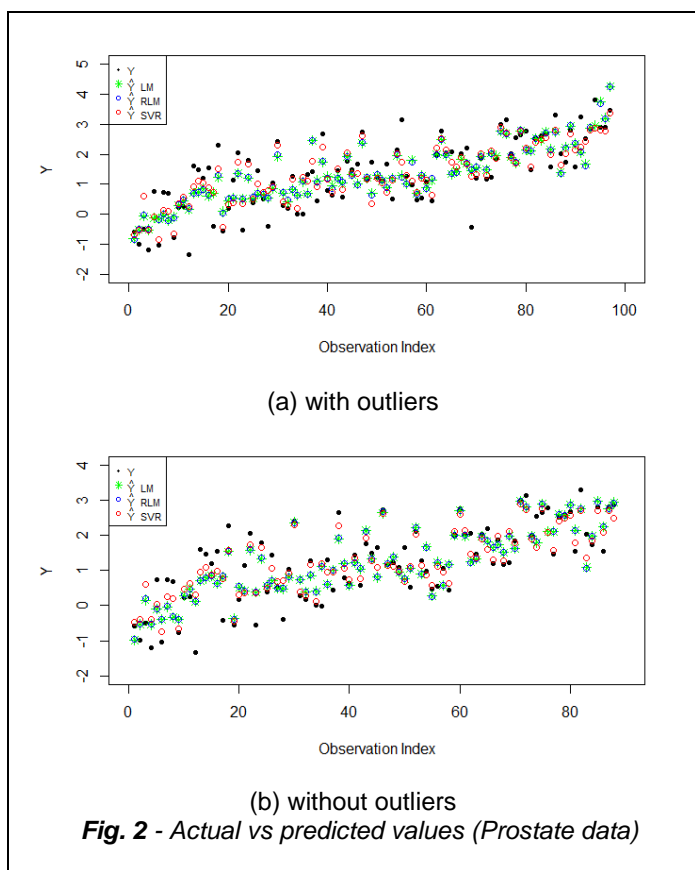 Y
Ŷ LM
Ŷ RLM
Ŷ SVR
5
4
3
2
1
0
-1
-2
Y
0 20 40 60 80 100
Observation Index
(a) with outliers
Y
Ŷ LM
Ŷ RLM
Ŷ SVR
4
3
2
1
0
-1
-2
Y
0 20 40 60 80
Observation Index
(b) without outliers
Fig. 2 - Actual vs predicted values (Prostate data)